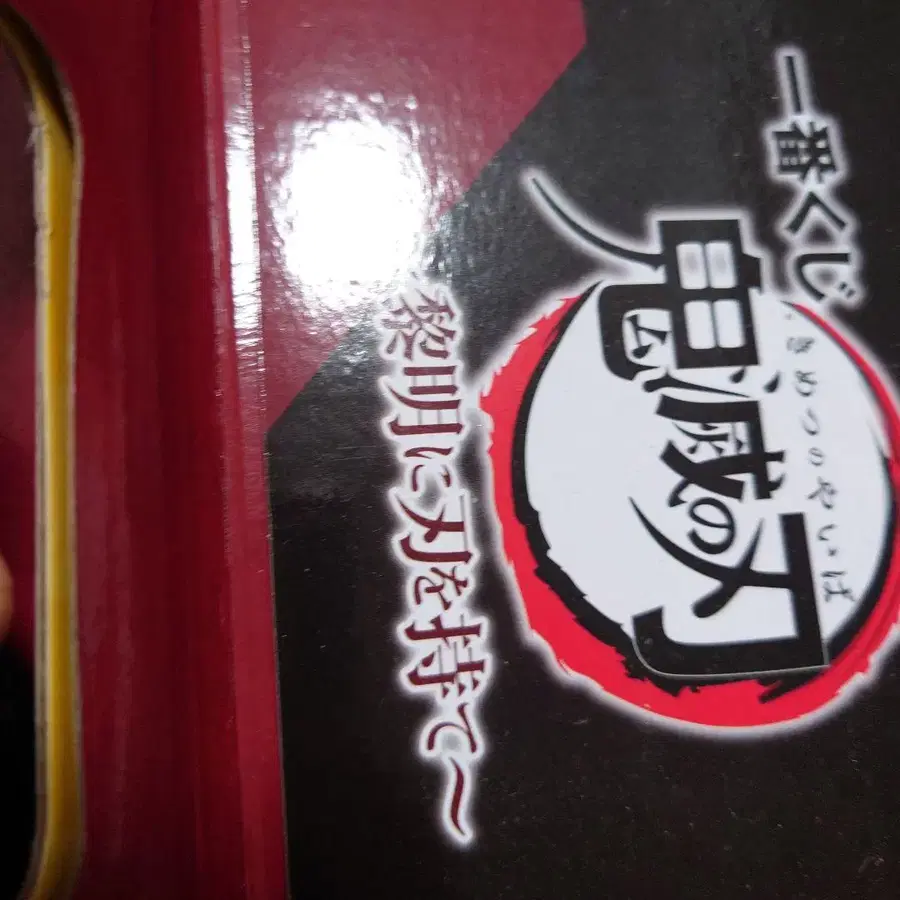 一番くじ
きめつのやいば
鬼滅の刃
黎明に刃を持て～